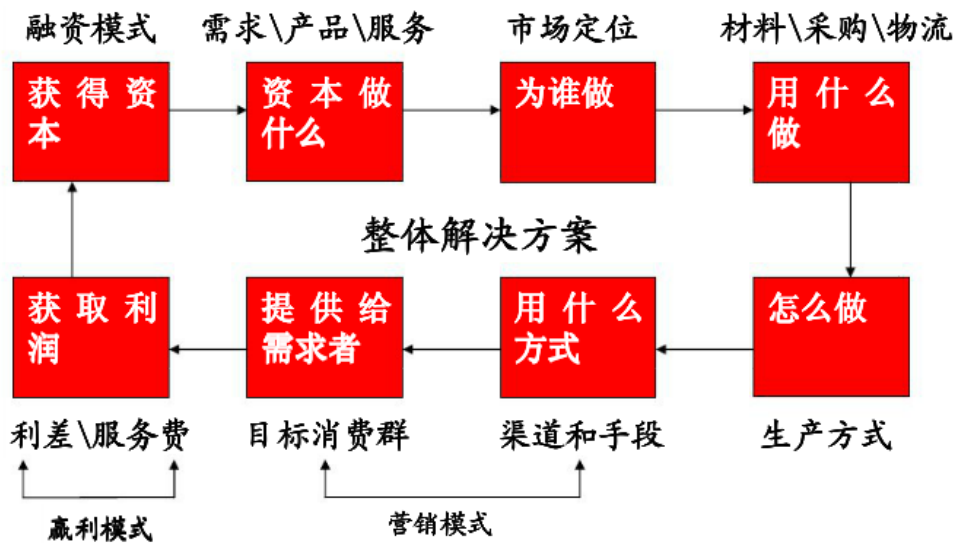 融资模式 需求\产品\服务 市场定位 材料\采购\物流
获得资本
资本做什么
为谁做
用什么做
整体解决方案
获取利润
提供给需求者
用什么方式
怎么做
利差\服务费 目标消费群 渠道和手段 生产方式
赢利模式 营销模式